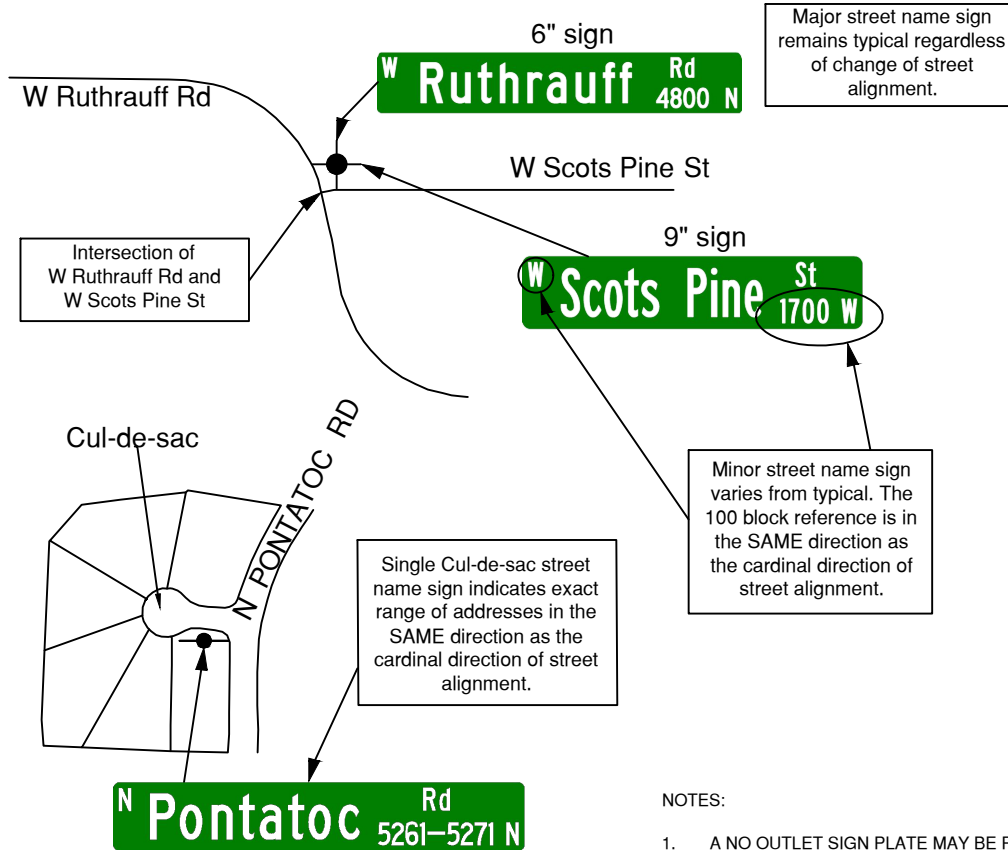 6" sign
W Ruthrauff Rd
4800 N
Major street name sign
remains typical regardless
of change of street
alignment.
W Ruthrauff Rd
W Scots Pine St
Intersection of
W Ruthrauff Rd and
W Scots Pine St
9" sign
W Scots Pine St
1700 W
Cul-de-sac
N PONTATOC RD
Minor street name sign
varies from typical. The
100 block reference is in
the SAME direction as
the cardinal direction of
street alignment.
Single Cul-de-sac street
name sign indicates exact
range of addresses in the
SAME direction as the
cardinal direction of street
alignment.
N Pontatoc Rd
5261-5271 N
NOTES:
1. A NO OUTLET SIGN PLATE MAY BE